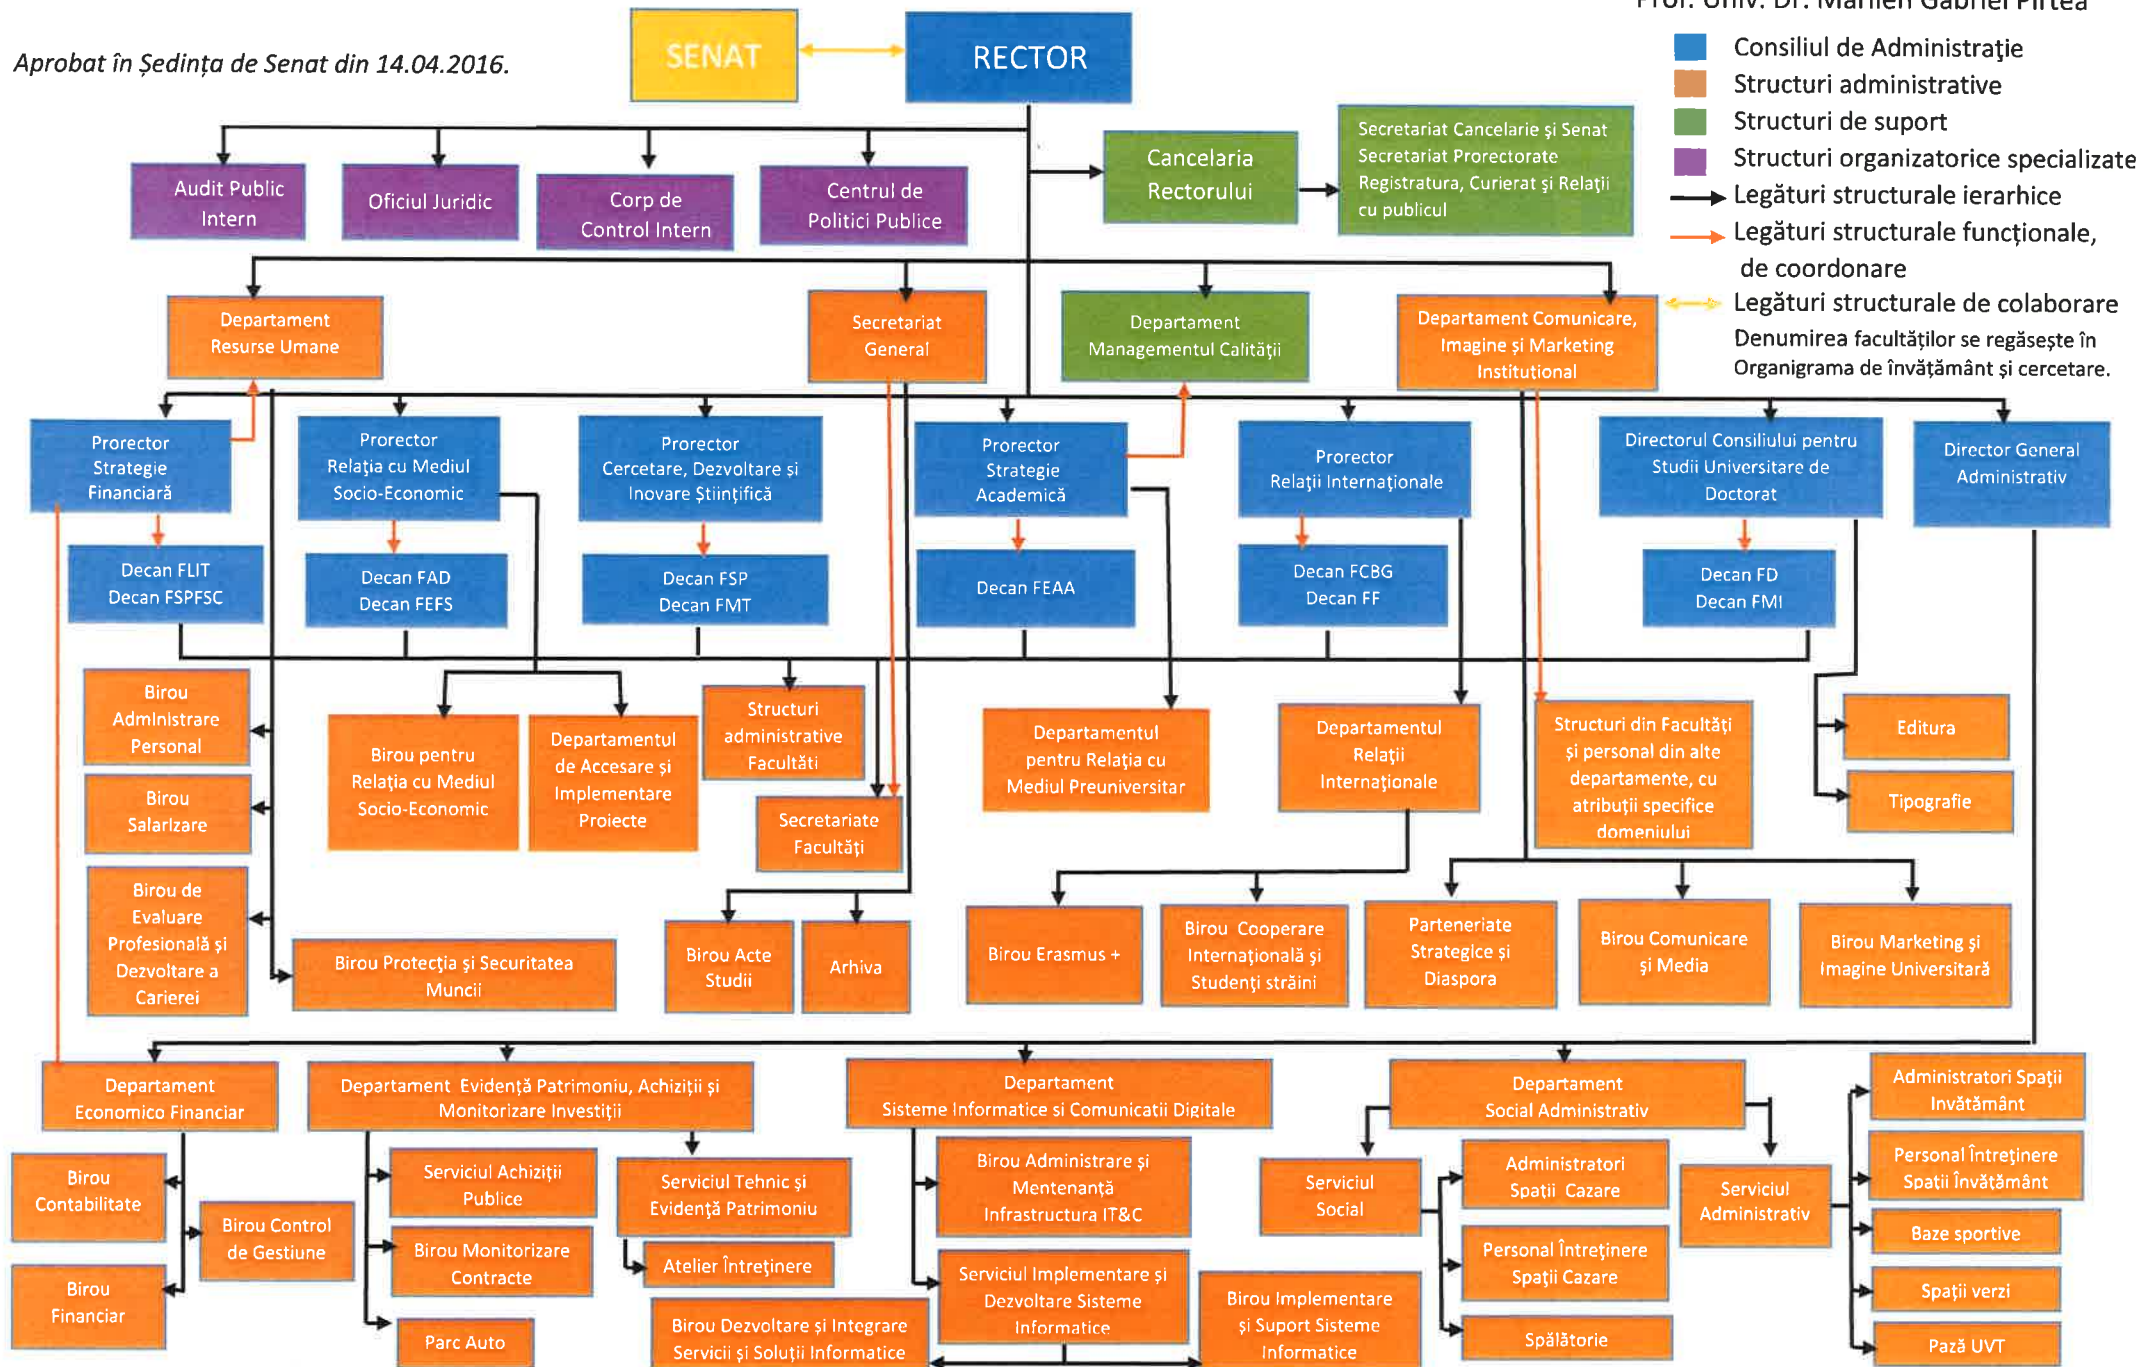 Prof. Univ. Dr. Marilen Gabriel Pirtea
Aprobat în Ședința de Senat din 14.04.2016.
SENAT
RECTOR
Consiliul de Administraţie
Structuri administrative
Structuri de suport
Structuri organizatorice specializate
Legături structurale ierarhice
Legături structurale funcționale,
de coordonare
Legături structurale de colaborare
Denumirea facultăților se regăsește în
Organigrama de învățământ și cercetare.
Audit Public
Intern
Oficiul Juridic
Corp de
Control Intern
Centrul de
Politici Publice
Cancelaria
Rectorului
Secretariat Cancelarie și Senat
Secretariat Prorectorate
Registratura, Curierat și Relații
cu publicul
Departament
Resurse Umane
Secretariat
General
Departament
Managementul Calității
Departament Comunicare,
Imagine și Marketing
Instituțional
Prorector
Strategie
Financiară
Prorector
Relația cu Mediul
Socio-Economic
Prorector
Cercetare, Dezvoltare și
Inovare Științifică
Prorector
Strategie
Academică
Prorector
Relații Internaționale
Directorul Consiliului pentru
Studii Universitare de
Doctorat
Director General
Administrativ
Decan FLIT
Decan FSPFSC
Decan FAD
Decan FEFS
Decan FSP
Decan FMT
Decan FEAA
Decan FCBG
Decan FF
Decan FD
Decan FMI
Birou
Administrare
Personal
Birou
Salarizare
Birou de
Evaluare
Profesională și
Dezvoltare a
Carierei
Birou Protecția și Securitatea
Muncii
Birou pentru
Relația cu Mediul
Socio-Economic
Departamentul
de Accesare și
Implementare
Proiecte
Structuri
administrative
Facultăti
Secretariate
Facultăți
Departamentul
pentru Relația cu
Mediul Preuniversitar
Departamentul
Relații
Internaționale
Structuri din Facultăți
și personal din alte
departamente, cu
atribuții specifice
domeniului
Editura
Tipografie
Birou Acte
Studii
Arhiva
Birou Erasmus +
Birou Cooperare
Internațională și
Studenți străini
Parteneriate
Strategice și
Diaspora
Birou Comunicare
și Media
Birou Marketing și
Imagine Universitară
Departament
Economico Financiar
Departament Evidență Patrimoniu, Achiziții și
Monitorizare Investiții
Departament
Sisteme Informatice si Comunicatii Digitale
Departament
Social Administrativ
Birou
Contabilitate
Birou Control
de Gestiune
Birou
Financiar
Serviciul Achiziții
Publice
Birou Monitorizare
Contracte
Parc Auto
Serviciul Tehnic și
Evidență Patrimoniu
Atelier Întreținere
Birou Administrare și
Mentenanță
Infrastructura IT&C
Serviciul Implementare și
Dezvoltare Sisteme
Informatice
Birou Dezvoltare și Integrare
Servicii și Soluții Informatice
Birou Implementare
și Suport Sisteme
Informatice
Serviciul
Social
Administratori
Spații Cazare
Personal Întreținere
Spații Cazare
Spălătorie
Serviciul
Administrativ
Administratori Spații
Invătământ
Personal Întreținere
Spații Învățământ
Baze sportive
Spații verzi
Pază UVT